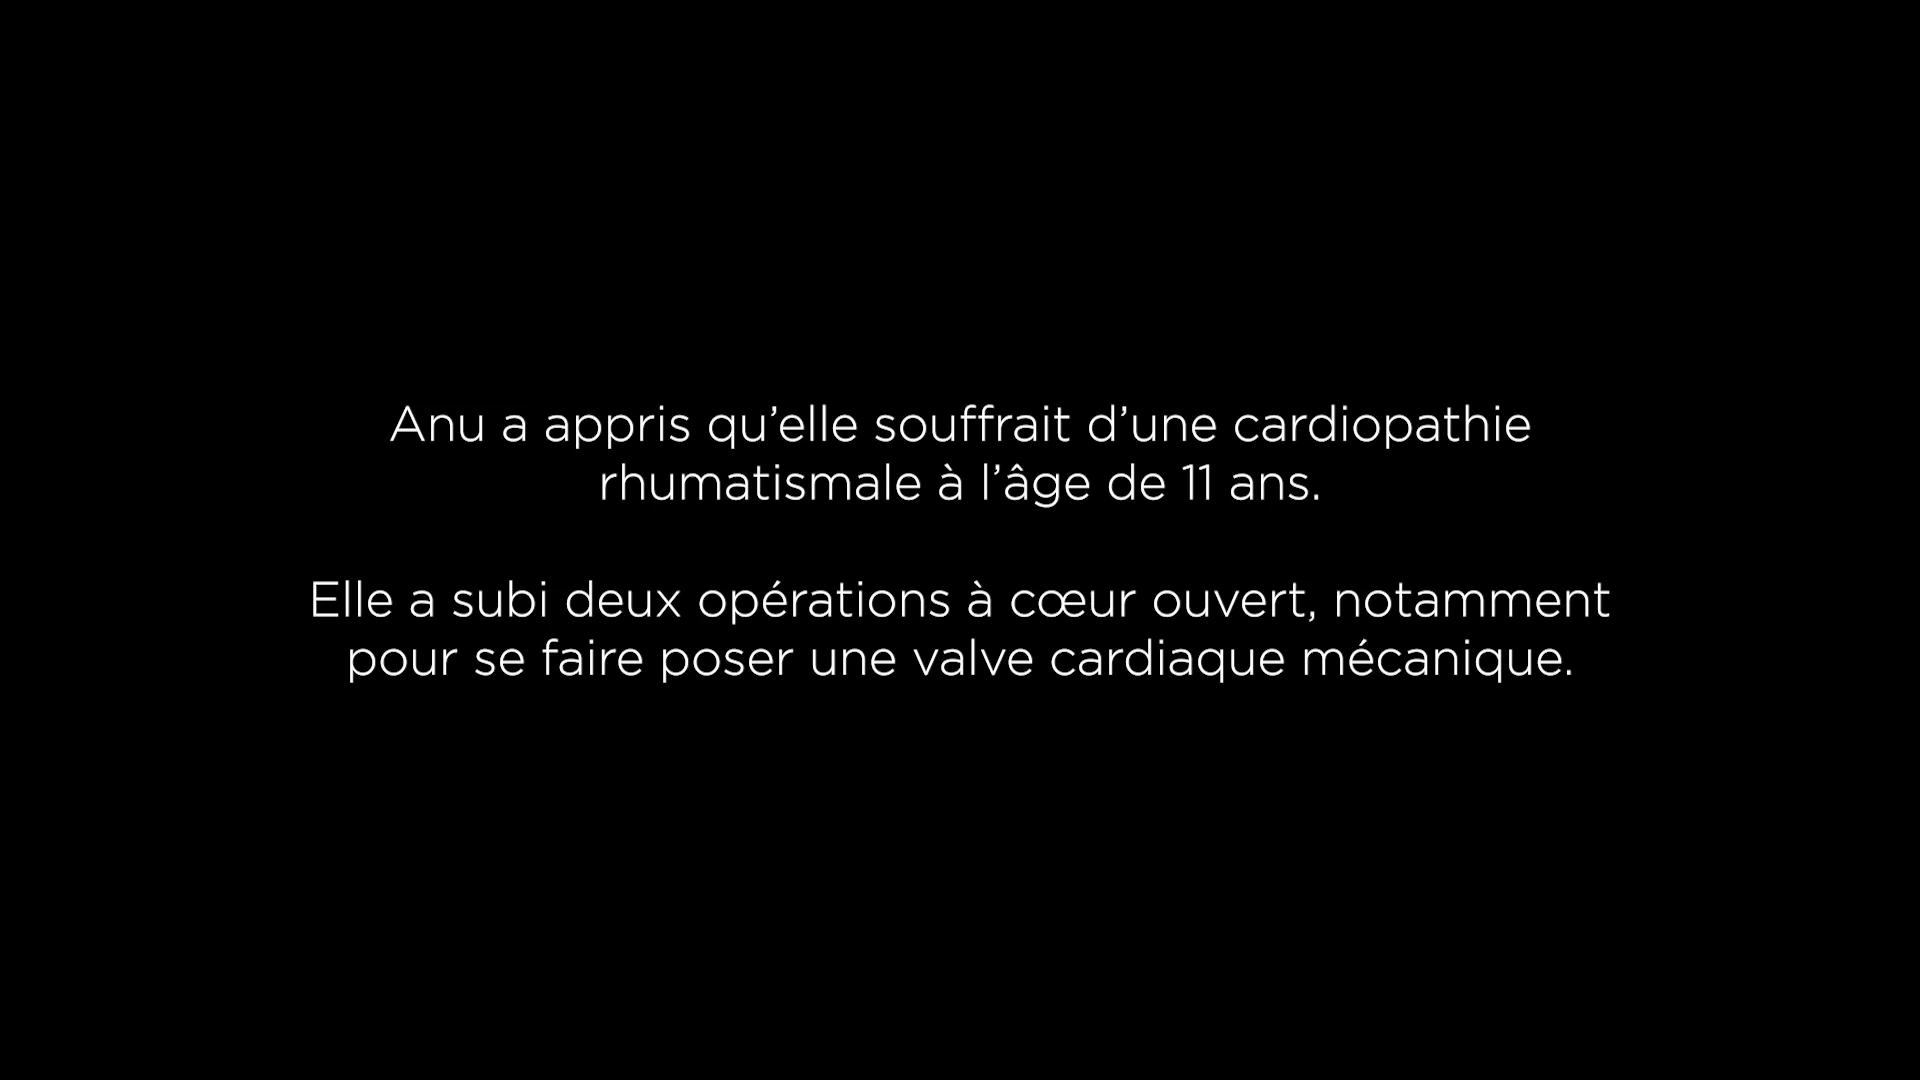 Anu a appris qu’elle souffrait d’une cardiopathie
rhumatismale à l’âge de 11 ans.
Elle a subi deux opérations à cœur ouvert, notamment
pour se faire poser une valve cardiaque mécanique.